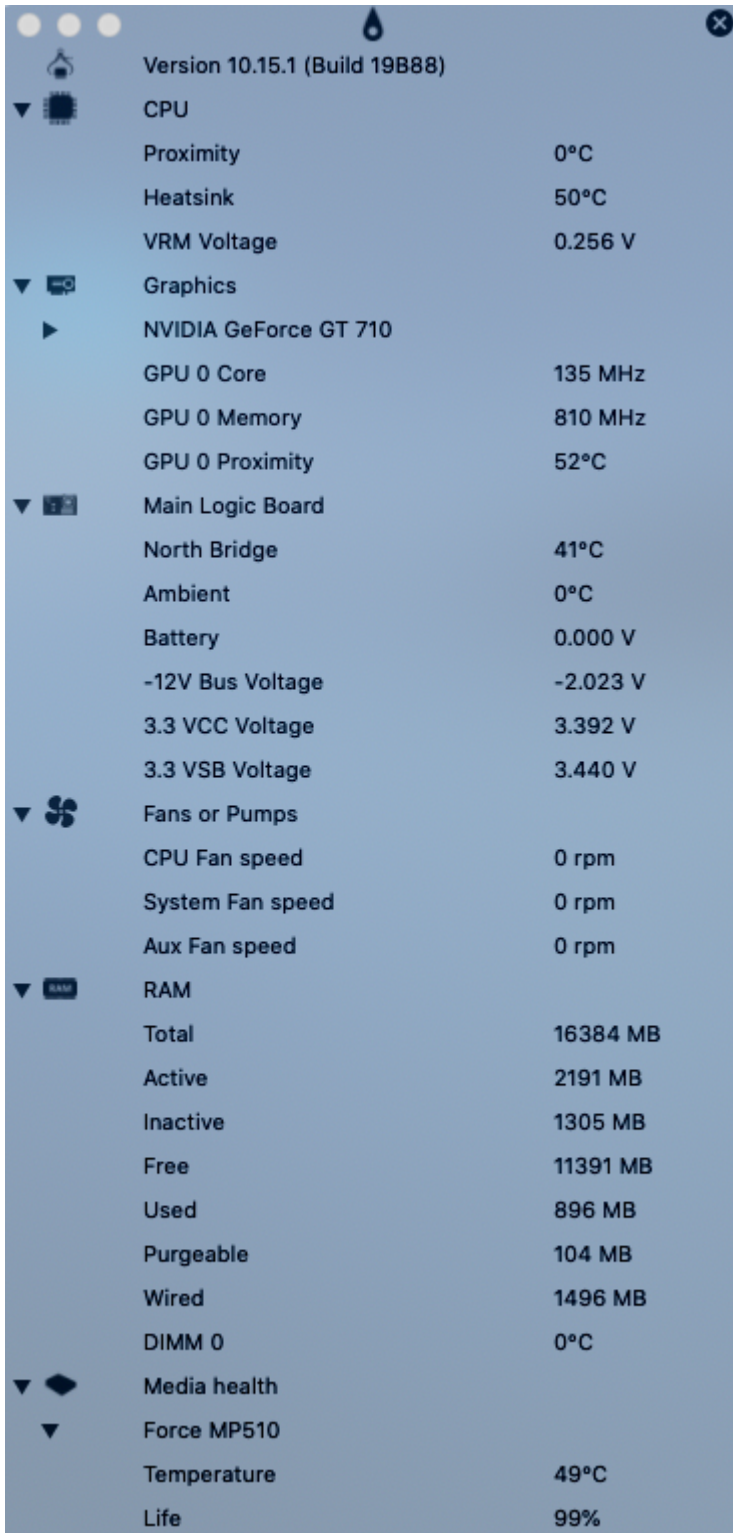 Version 10.15.1 (Build 19B88)
CPU
Proximity 0°C
Heatsink 50°C
VRM Voltage 0.256 V
Graphics
NVIDIA GeForce GT 710
GPU 0 Core 135 MHz
GPU 0 Memory 810 MHz
GPU 0 Proximity 52°C
Main Logic Board
North Bridge 41°C
Ambient 0°C
Battery 0.000 V
-12V Bus Voltage -2.023 V
3.3 VCC Voltage 3.392 V
3.3 VSB Voltage 3.440 V
Fans or Pumps
CPU Fan speed 0 rpm
System Fan speed 0 rpm
Aux Fan speed 0 rpm
RAM RAM
Total 16384 MB
Active 2191 MB
Inactive 1305 MB
Free 11391 MB
Used 896 MB
Purgeable 104 MB
Wired 1496 MB
DIMM 0 0°C
Media health
Force MP510
Temperature 49°C
Life 99%